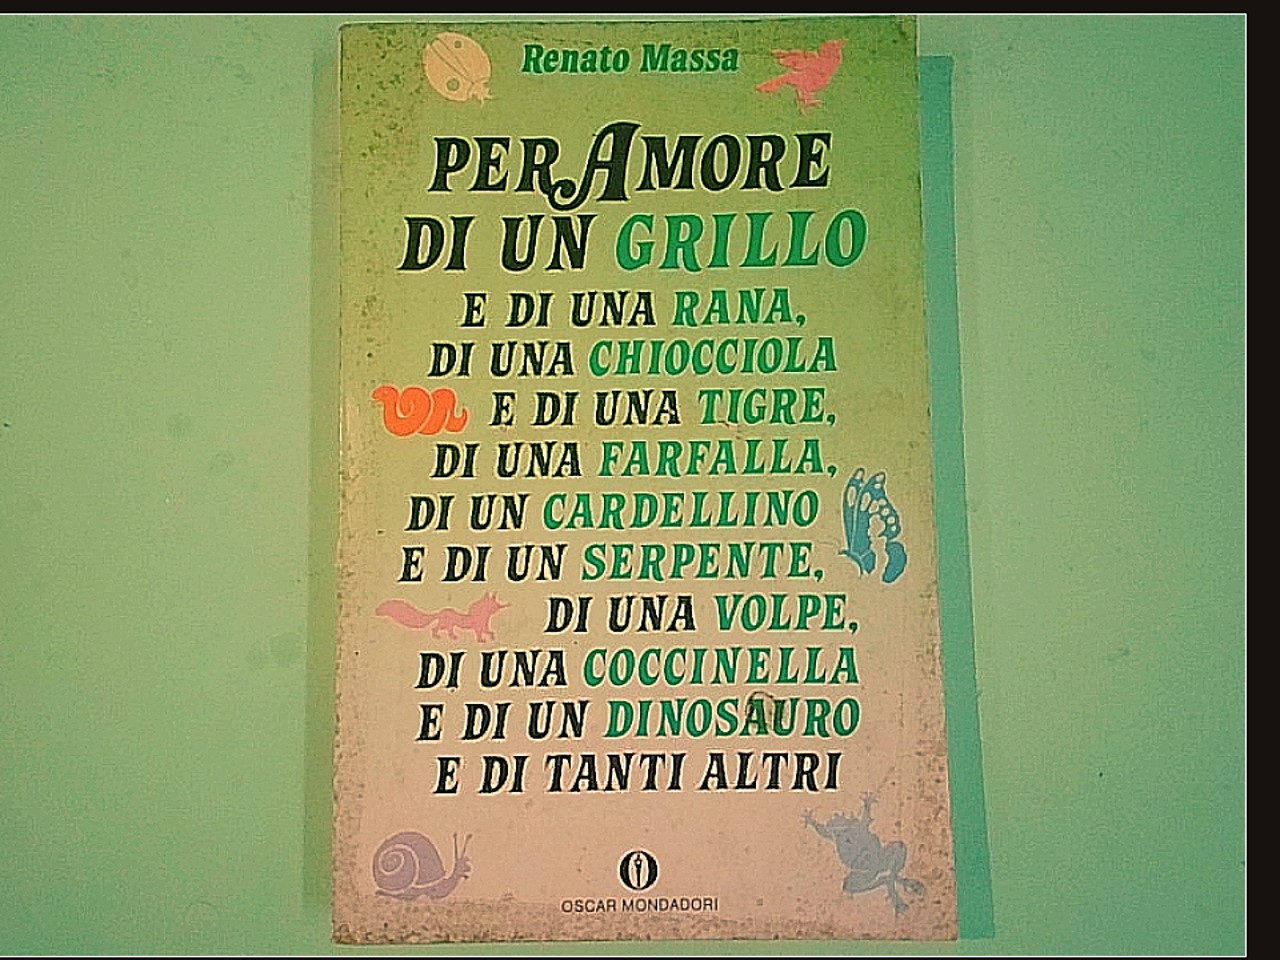 Renato Massa
PER AMORE
DI UN GRILLO
E DI UNA RANA,
DI UNA CHIOCCIOLA
E DI UNA TIGRE,
DI UNA FARFALLA,
DI UN CARDELLINO
E DI UN SERPENTE,
DI UNA VOLPE,
DI UNA COCCINELLA
E DI UN DINOSAURO
E DI TANTI ALTRI
OSCAR MONDADORI